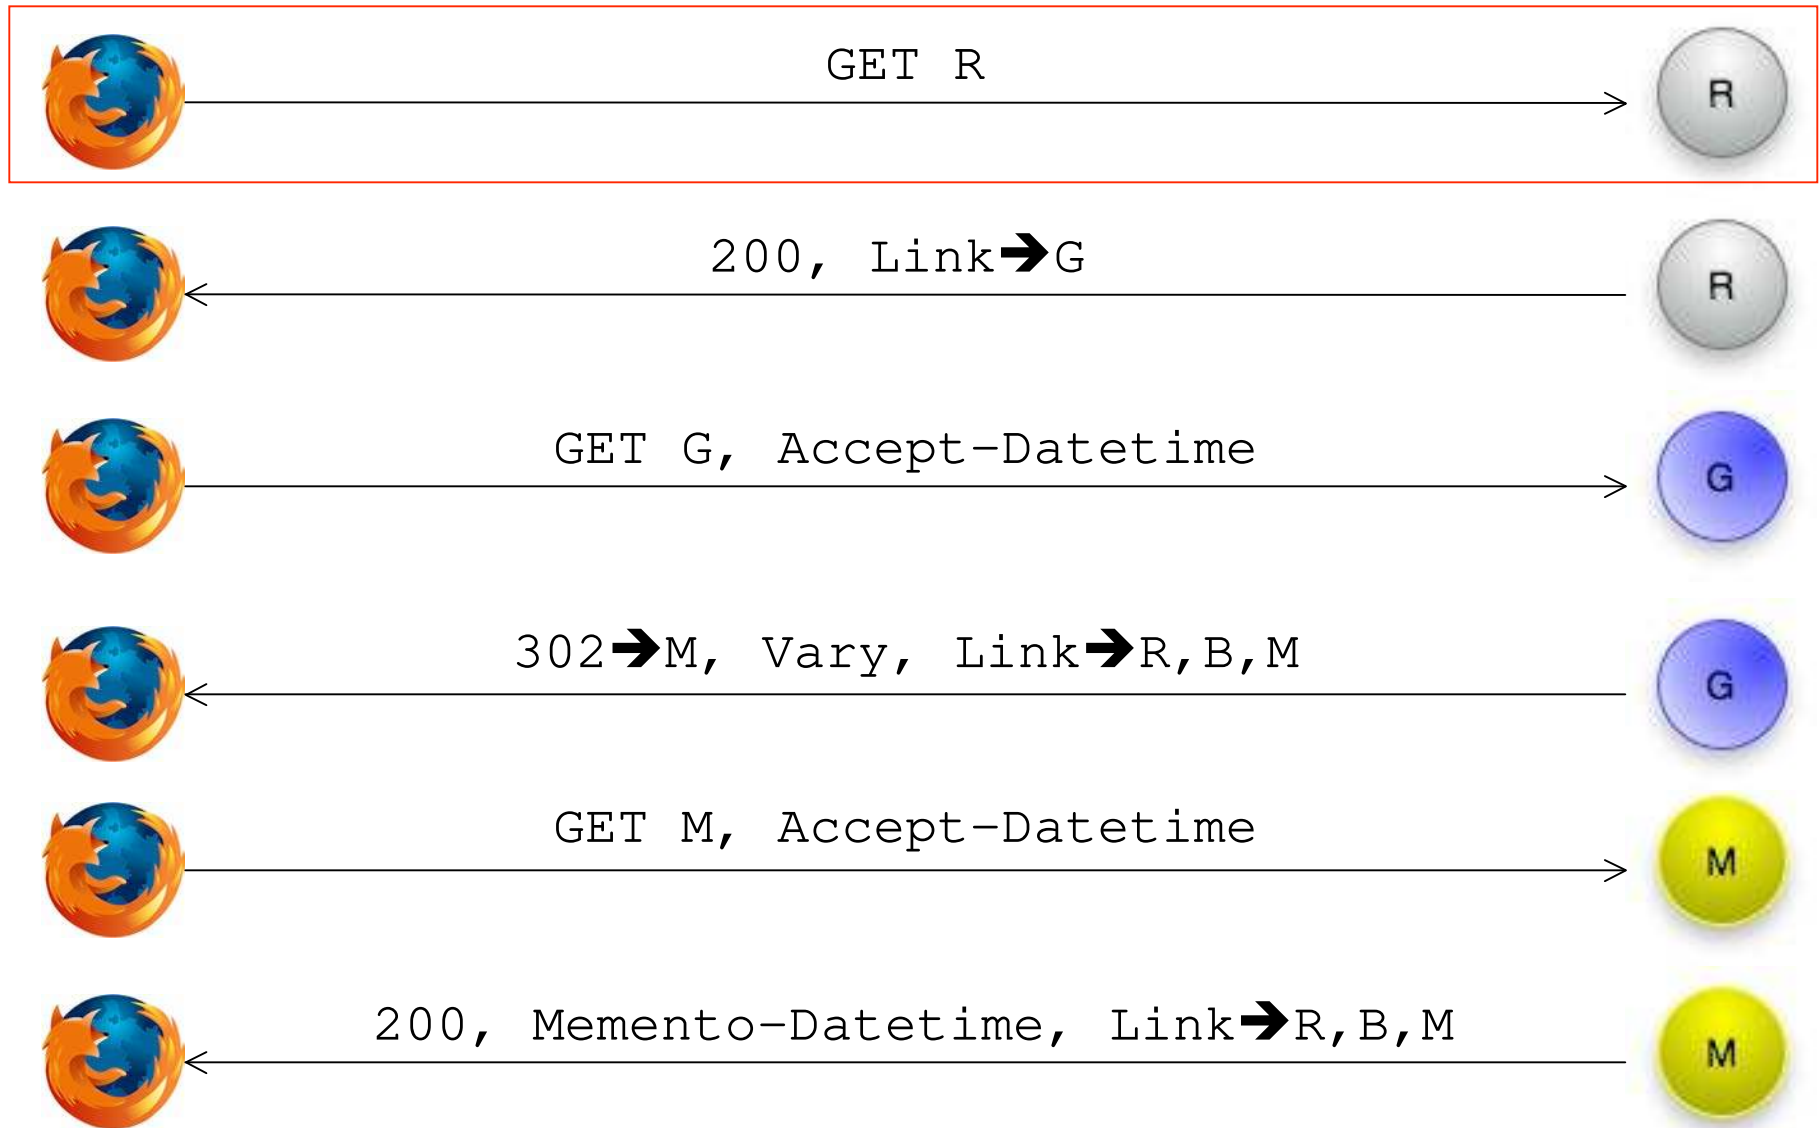 GET R
R
200, Link➔G
R
GET G, Accept-Datetime
G
302➔M, Vary, Link➔R,B,M
G
GET M, Accept-Datetime
M
200, Memento-Datetime, Link➔R,B,M
M